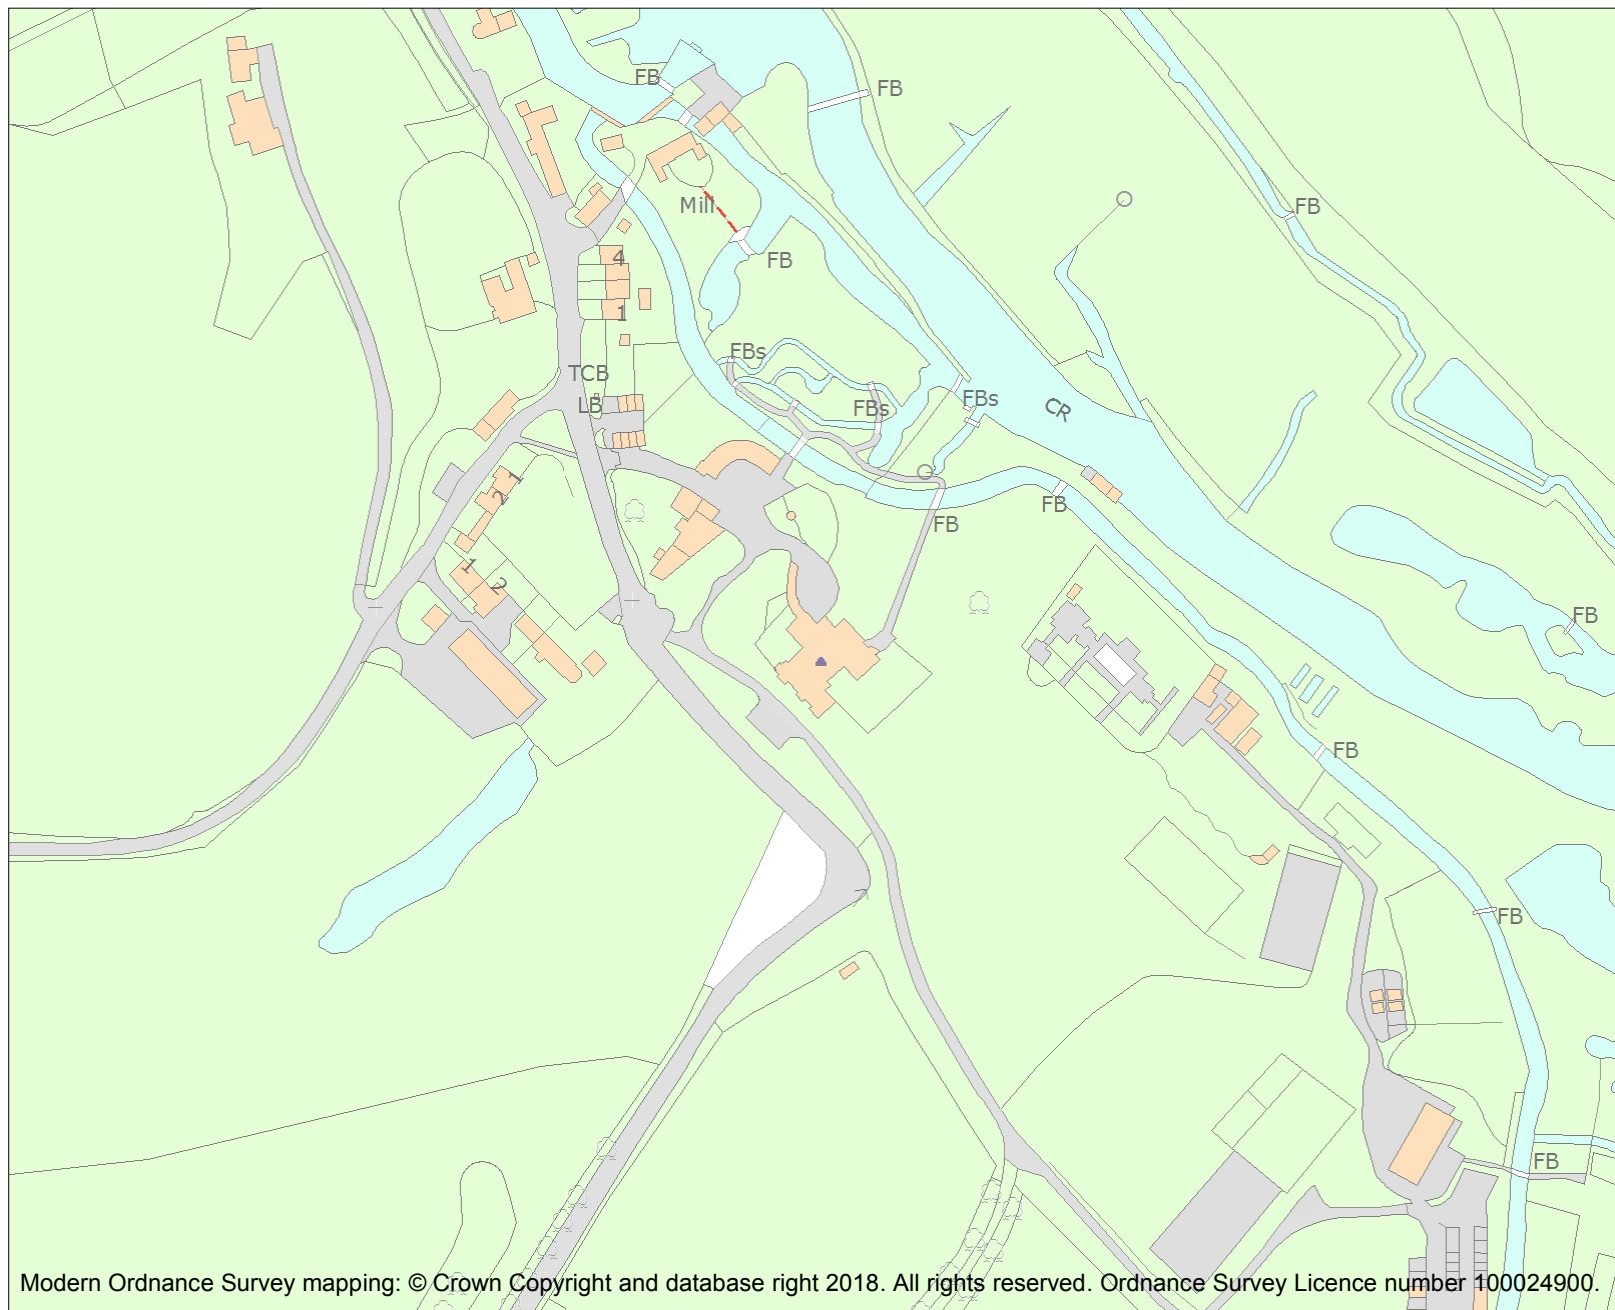 FB
FB
FB
Mill
4
FB
1
FBs
TCB
FBs
FBs
LB
CR
1
2
FB
FB
1
2
FB
FB
FB
FB
Modern Ordnance Survey mapping: © Crown Copyright and database right 2018. All rights reserved. Ordnance Survey Licence number 100024900.